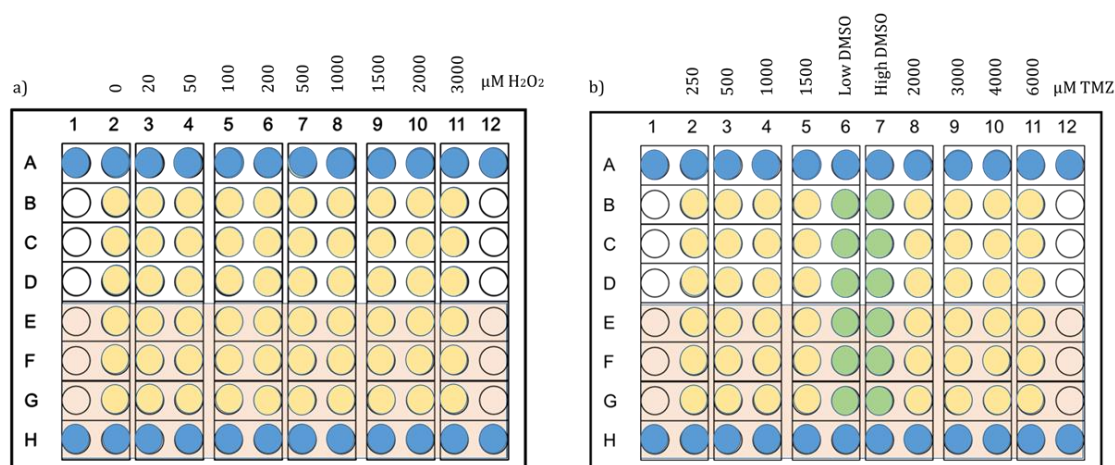 a) 0 20 50 100 200 500 1000 1500 2000 3000 μM H₂O₂
1 2 3 4 5 6 7 8 9 10 11 12
A
B
C
D
E
F
G
H
b) 250 500 1000 1500 Low DMSO High DMSO 2000 3000 4000 6000 μM TMZ
1 2 3 4 5 6 7 8 9 10 11 12
A
B
C
D
E
F
G
H